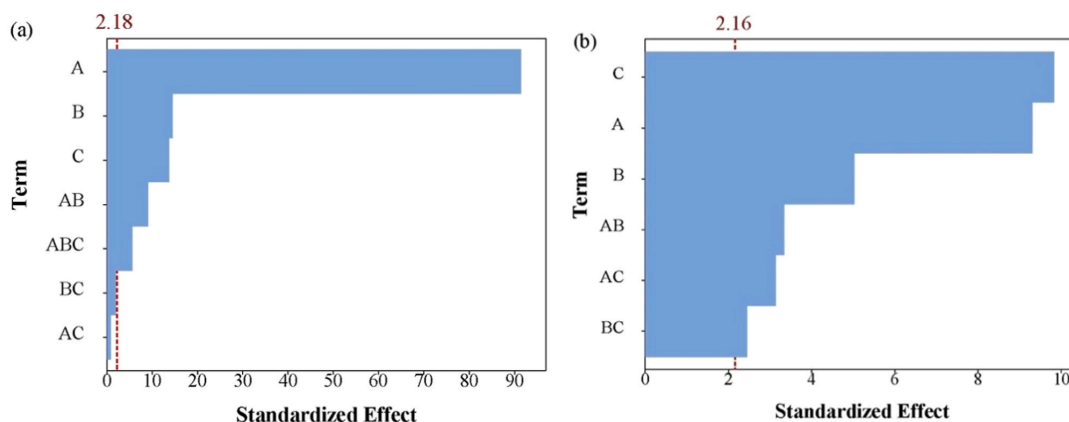 (a)
2.18
Term
A
B
C
AB
ABC
BC
AC
0 10 20 30 40 50 60 70 80 90
Standardized Effect
(b)
2.16
Term
C
A
B
AB
AC
BC
0 2 4 6 8 10
Standardized Effect